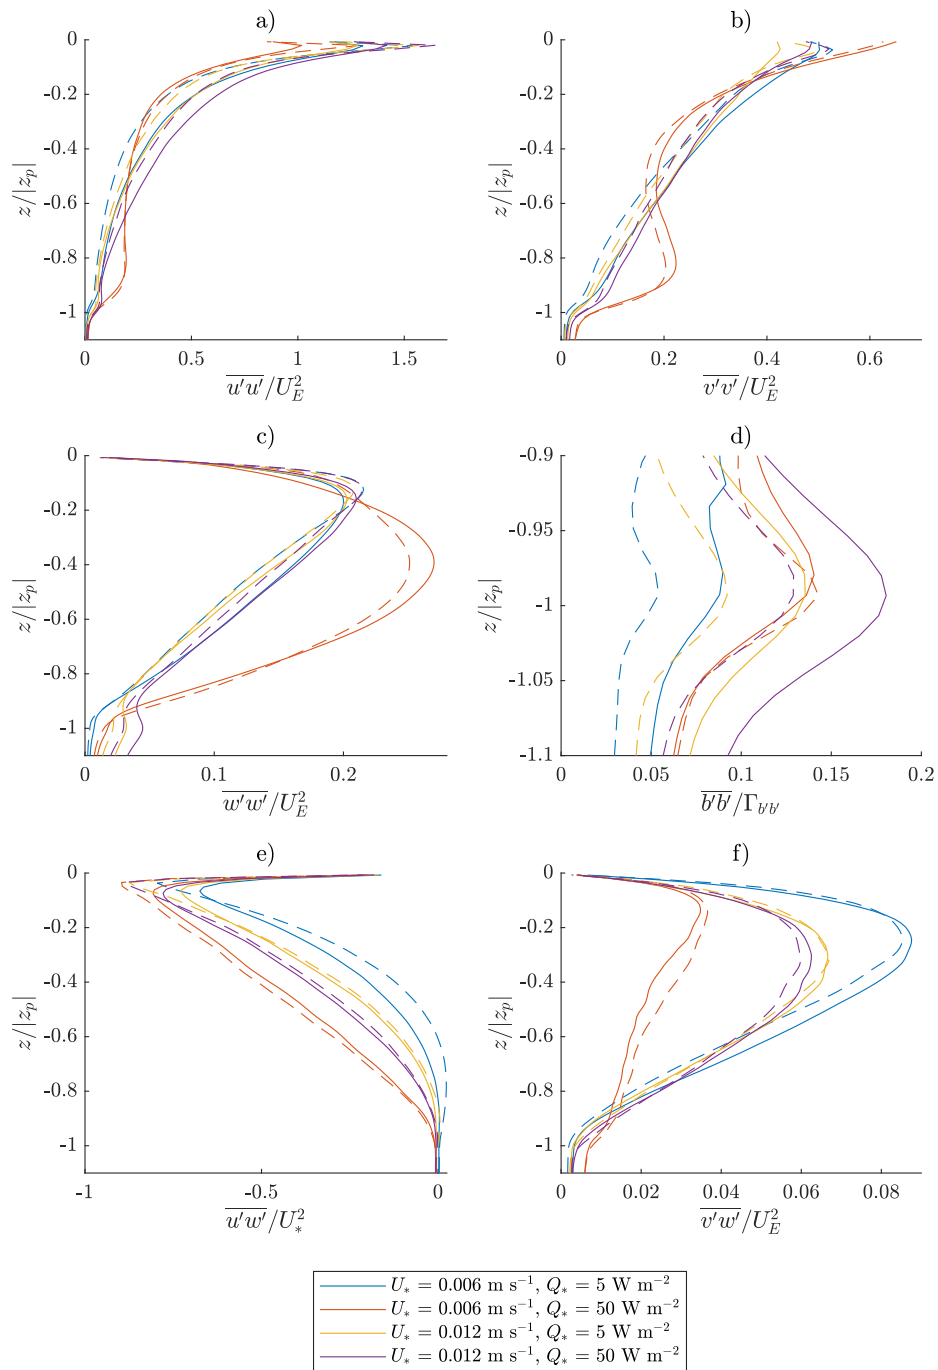 a)
0
-0.2
-0.4
-0.6
-0.8
-1
z/|z_p|
0 0.5 1 1.5
\overline{u'u'}/U_E^2
b)
0
-0.2
-0.4
-0.6
-0.8
-1
z/|z_p|
0 0.2 0.4 0.6
\overline{v'v'}/U_E^2
c)
0
-0.2
-0.4
-0.6
-0.8
-1
z/|z_p|
0 0.1 0.2
\overline{w'w'}/U_E^2
d)
-0.9
-0.95
-1
-1.05
-1.1
z/|z_p|
0 0.05 0.1 0.15 0.2
\overline{b'b'}/Γ_{b'b'}
e)
0
-0.2
-0.4
-0.6
-0.8
-1
z/|z_p|
-1 -0.5 0
\overline{u'w'}/U_*^2
f)
0
-0.2
-0.4
-0.6
-0.8
-1
z/|z_p|
0 0.02 0.04 0.06 0.08
\overline{v'w'}/U_E^2
U_* = 0.006 m s⁻¹, Q_* = 5 W m⁻²
U_* = 0.006 m s⁻¹, Q_* = 50 W m⁻²
U_* = 0.012 m s⁻¹, Q_* = 5 W m⁻²
U_* = 0.012 m s⁻¹, Q_* = 50 W m⁻²